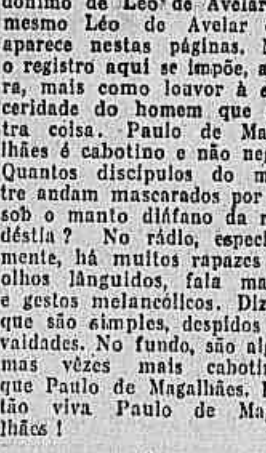 dônimo de Léo de Avelar
mesmo Léo de Avelar
aparece nestas páginas.
o registro aqui se impõe, a
ra, mais como louvor à
ceridade do homem que
tra coisa. Paulo de Ma
lhães é cabotino e não ne
Quantos discípulos do m
tre andam mascarados por
sob o manto diáfano da
déstia? No rádio, especi
mente, há muitos rapazes
olhos lânguidos, fala ma
e gestos melancólicos. Diz
que são simples, despidos
vaidades. No fundo, são al
mas vêzes mais caboti
que Paulo de Magalhães.
tão viva Paulo de Ma
lhães!